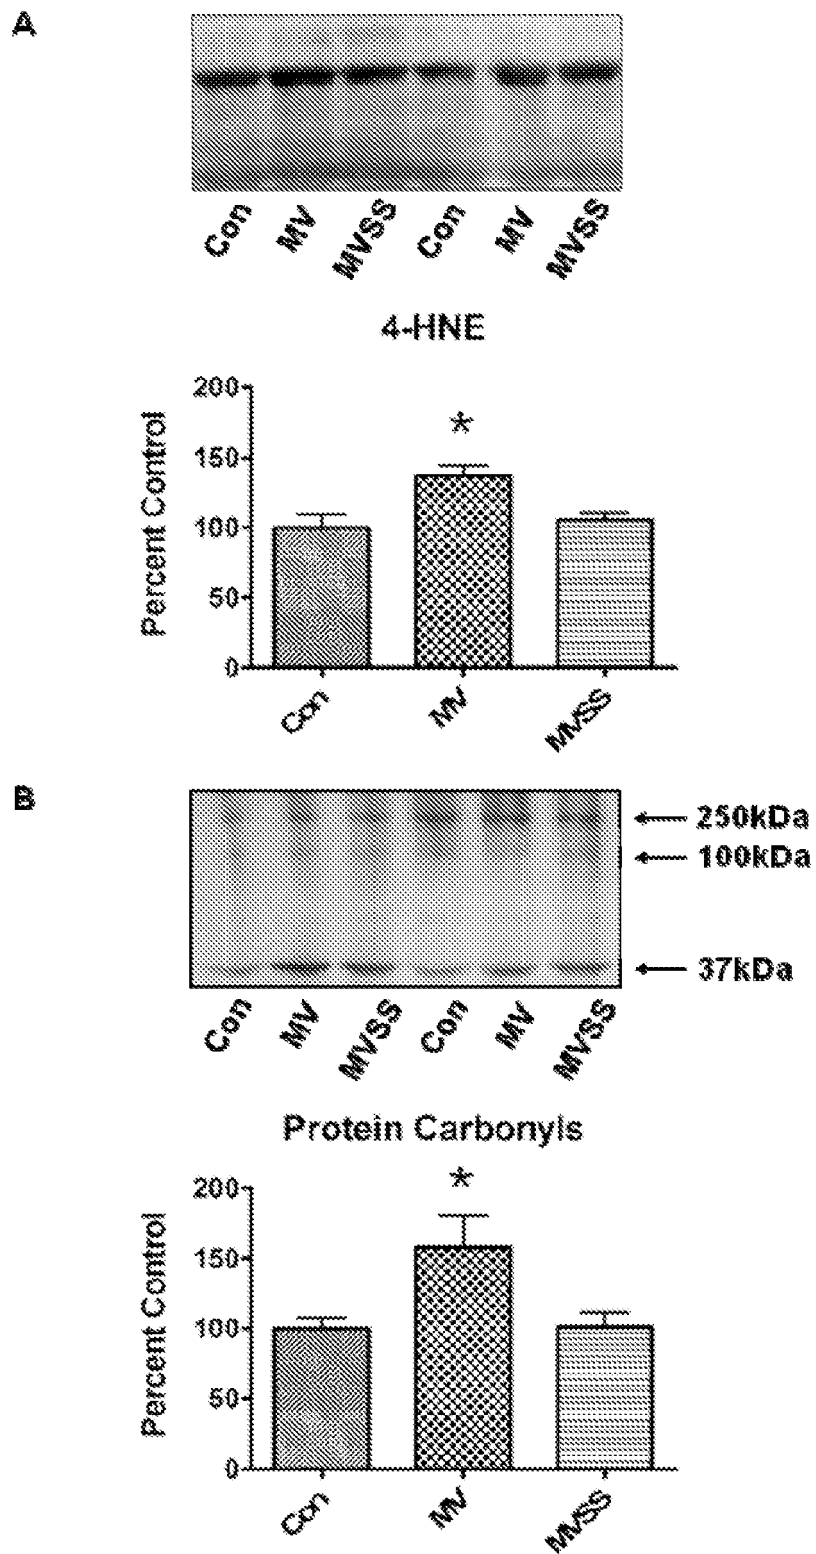 A
Con MV MVSS Con MV MVSS
4-HNE
Percent Control
200
*
150
100
50
0
Con MV MVSS
B
250kDa
100kDa
37kDa
Con MV MVSS Con MV MVSS
Protein Carbonyls
Percent Control
*
200
150
100
50
0
Con MV MVSS